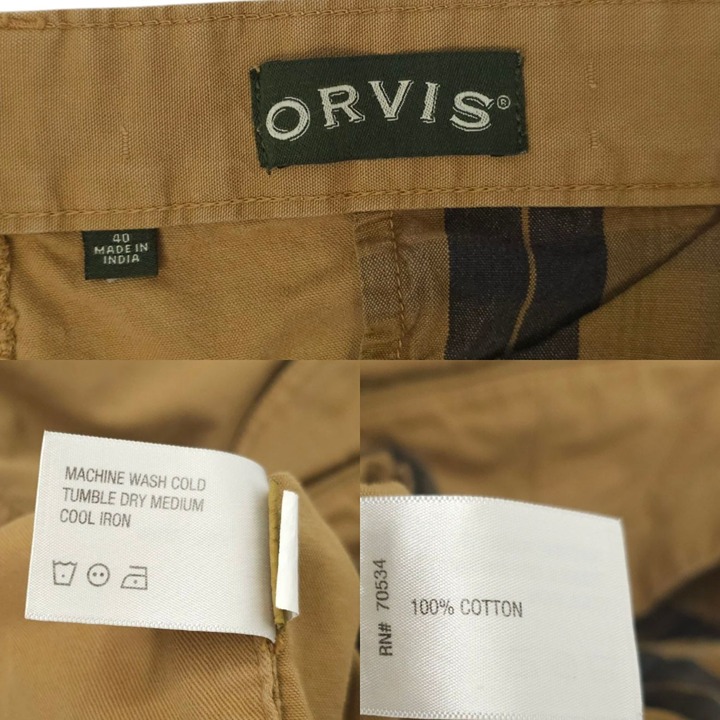 ORVIS®
40
MADE IN
INDIA
MACHINE WASH COLD
TUMBLE DRY MEDIUM
COOL IRON
RN# 70534
100% COTTON